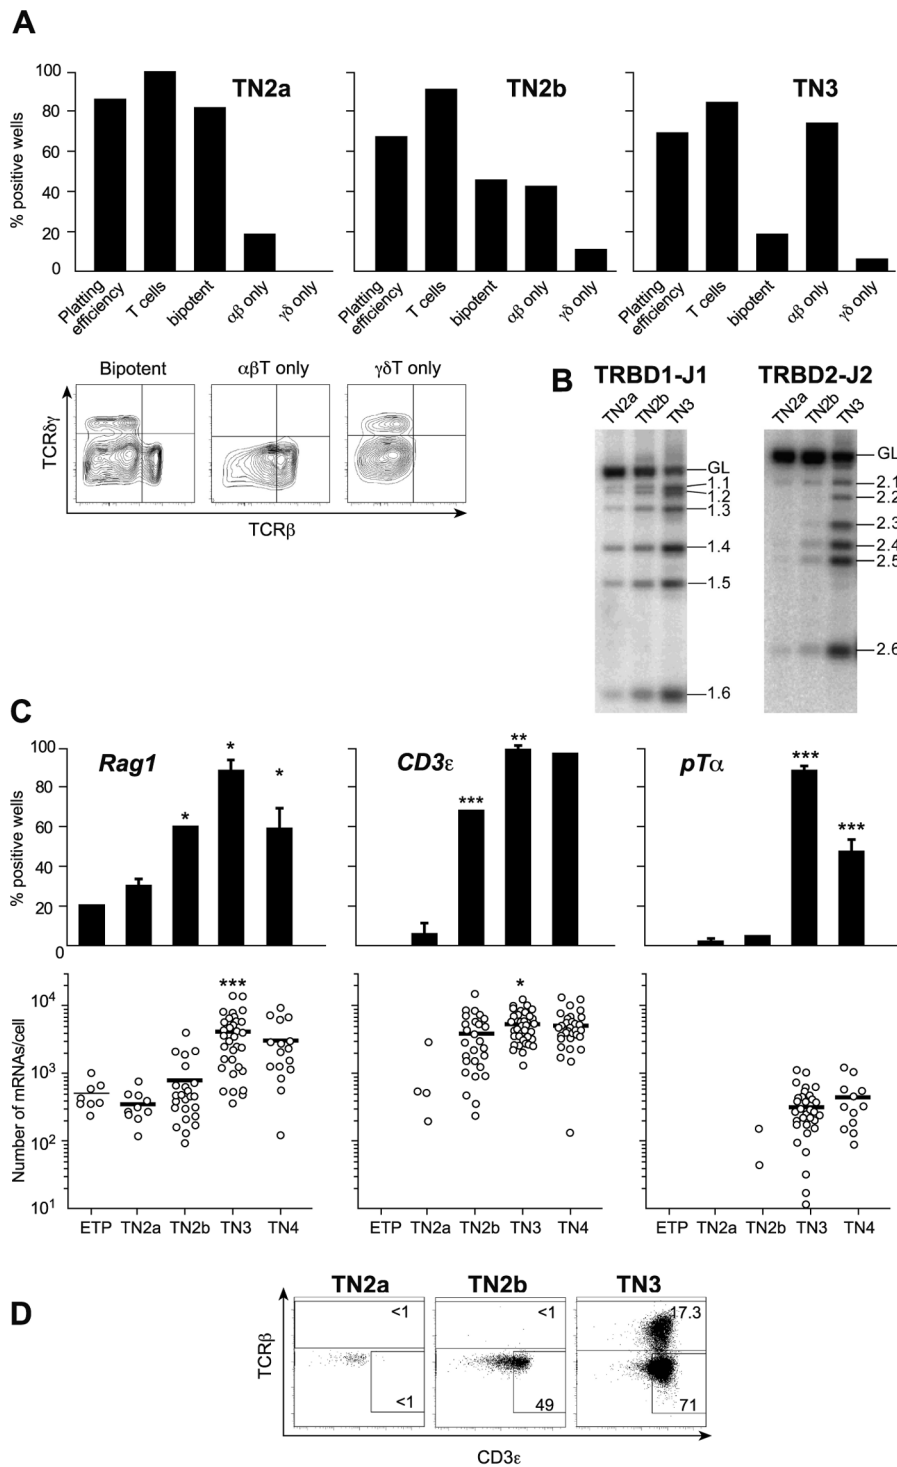 A
TN2a
TN2b
TN3
% positive wells
100
80
60
40
20
0
Platting efficiency
T cells
bipotent
αβ only
γδ only
Platting efficiency
T cells
bipotent
αβ only
γδ only
Platting efficiency
T cells
bipotent
αβ only
γδ only
Bipotent
αβT only
γδT only
TCRδγ
TCRβ
B
TRBD1-J1
TRBD2-J2
TN2a
TN2b
TN3
TN2a
TN2b
TN3
GL
1.1
1.2
1.3
1.4
1.5
1.6
GL
2.1
2.2
2.3
2.4
2.5
2.6
C
% positive wells
100
80
60
40
20
0
Rag1
*
*
*
CD3ε
***
**
pTα
***
***
Number of mRNAs/cell
10⁴
10³
10²
10¹
***
*
ETP TN2a TN2b TN3 TN4
ETP TN2a TN2b TN3 TN4
ETP TN2a TN2b TN3 TN4
D
TN2a
TN2b
TN3
TCRβ
<1
<1
17.3
<1
49
71
CD3ε